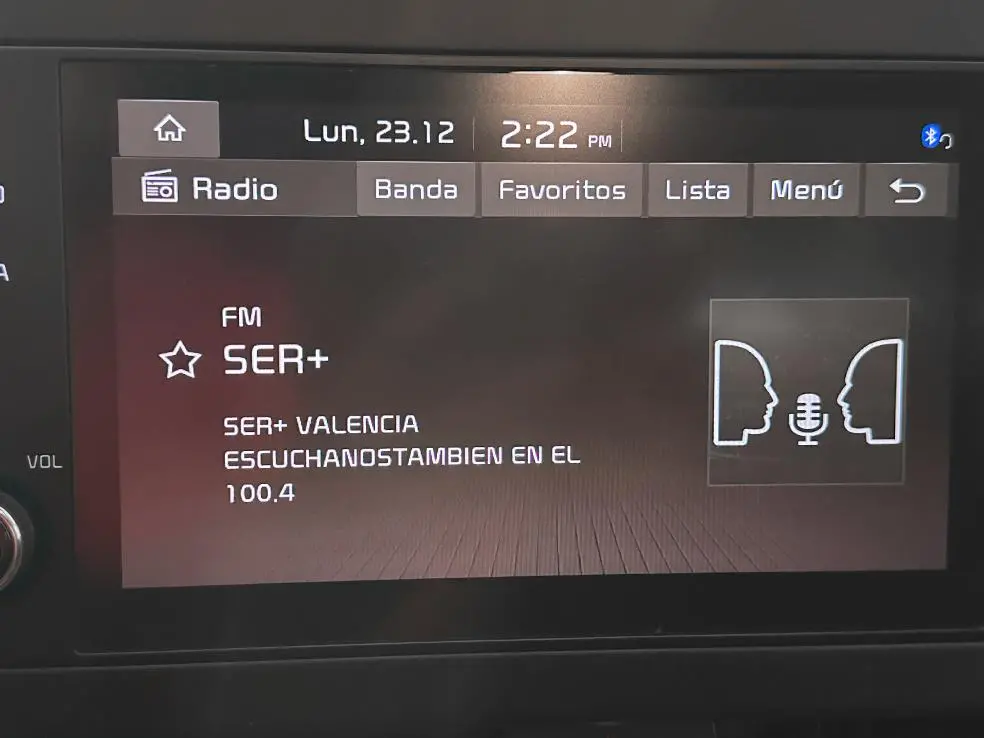 Lun, 23.12 2:22 PM
Radio Banda Favoritos Lista Menú
FM
SER+
SER+ VALENCIA
ESCUCHANOSTAMBIEN EN EL
100.4
VOL